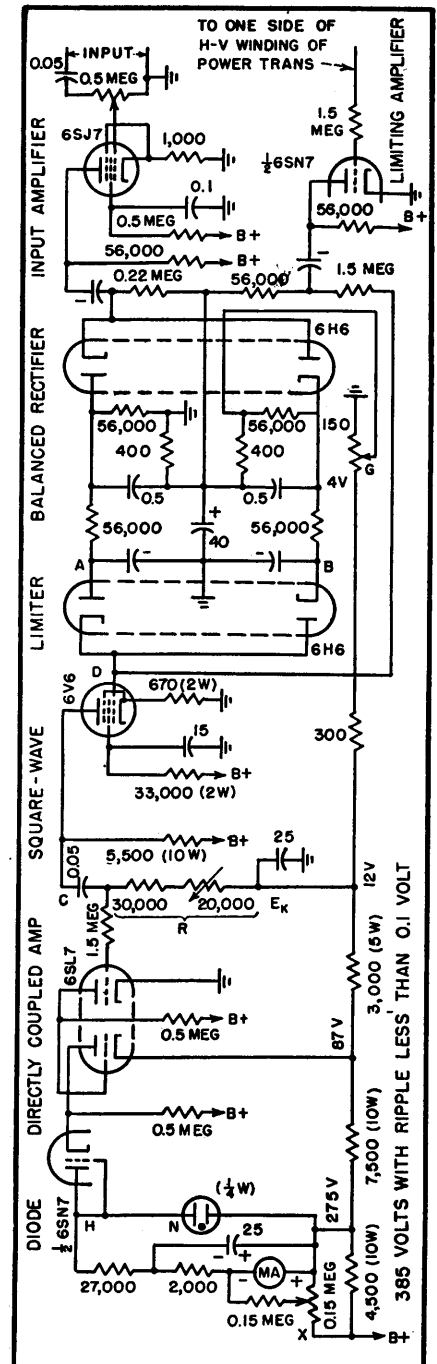 TO ONE SIDE OF
H-V WINDING OF
POWER TRANS
INPUT
0.05
0.5 MEG
LIMITING AMPLIFIER
1.5
MEG
6SJ7
1,000
½ 6SN7
INPUT AMPLIFIER
0.1
0.5 MEG
B+
56,000
B+
56,000
B+
-
0.22 MEG
-
56,000
1.5 MEG
6H6
BALANCED RECTIFIER
56,000
400
56,000
400
150
G
4V
0.5
0.5
56,000
+
40
56,000
A
-
-
B
LIMITER
6H6
D
6V6
670 (2W)
15
B+
33,000 (2W)
300
SQUARE-WAVE
B+
5,500 (10W)
25
0.05
C
12V
30,000
20,000
EK
R
1.5 MEG
DIRECTLY COUPLED AMP
6SL7
3,000 (5W)
B+
0.5 MEG
87V
B+
0.5 MEG
7,500 (10W)
385 VOLTS WITH RIPPLE LESS THAN 0.1 VOLT
DIODE
½ 6SN7
H
N
(¼ W)
275V
25
-
+
27,000
2,000
-
MA
+
0.15 MEG
0.15 MEG
4,500 (10W)
X
B+